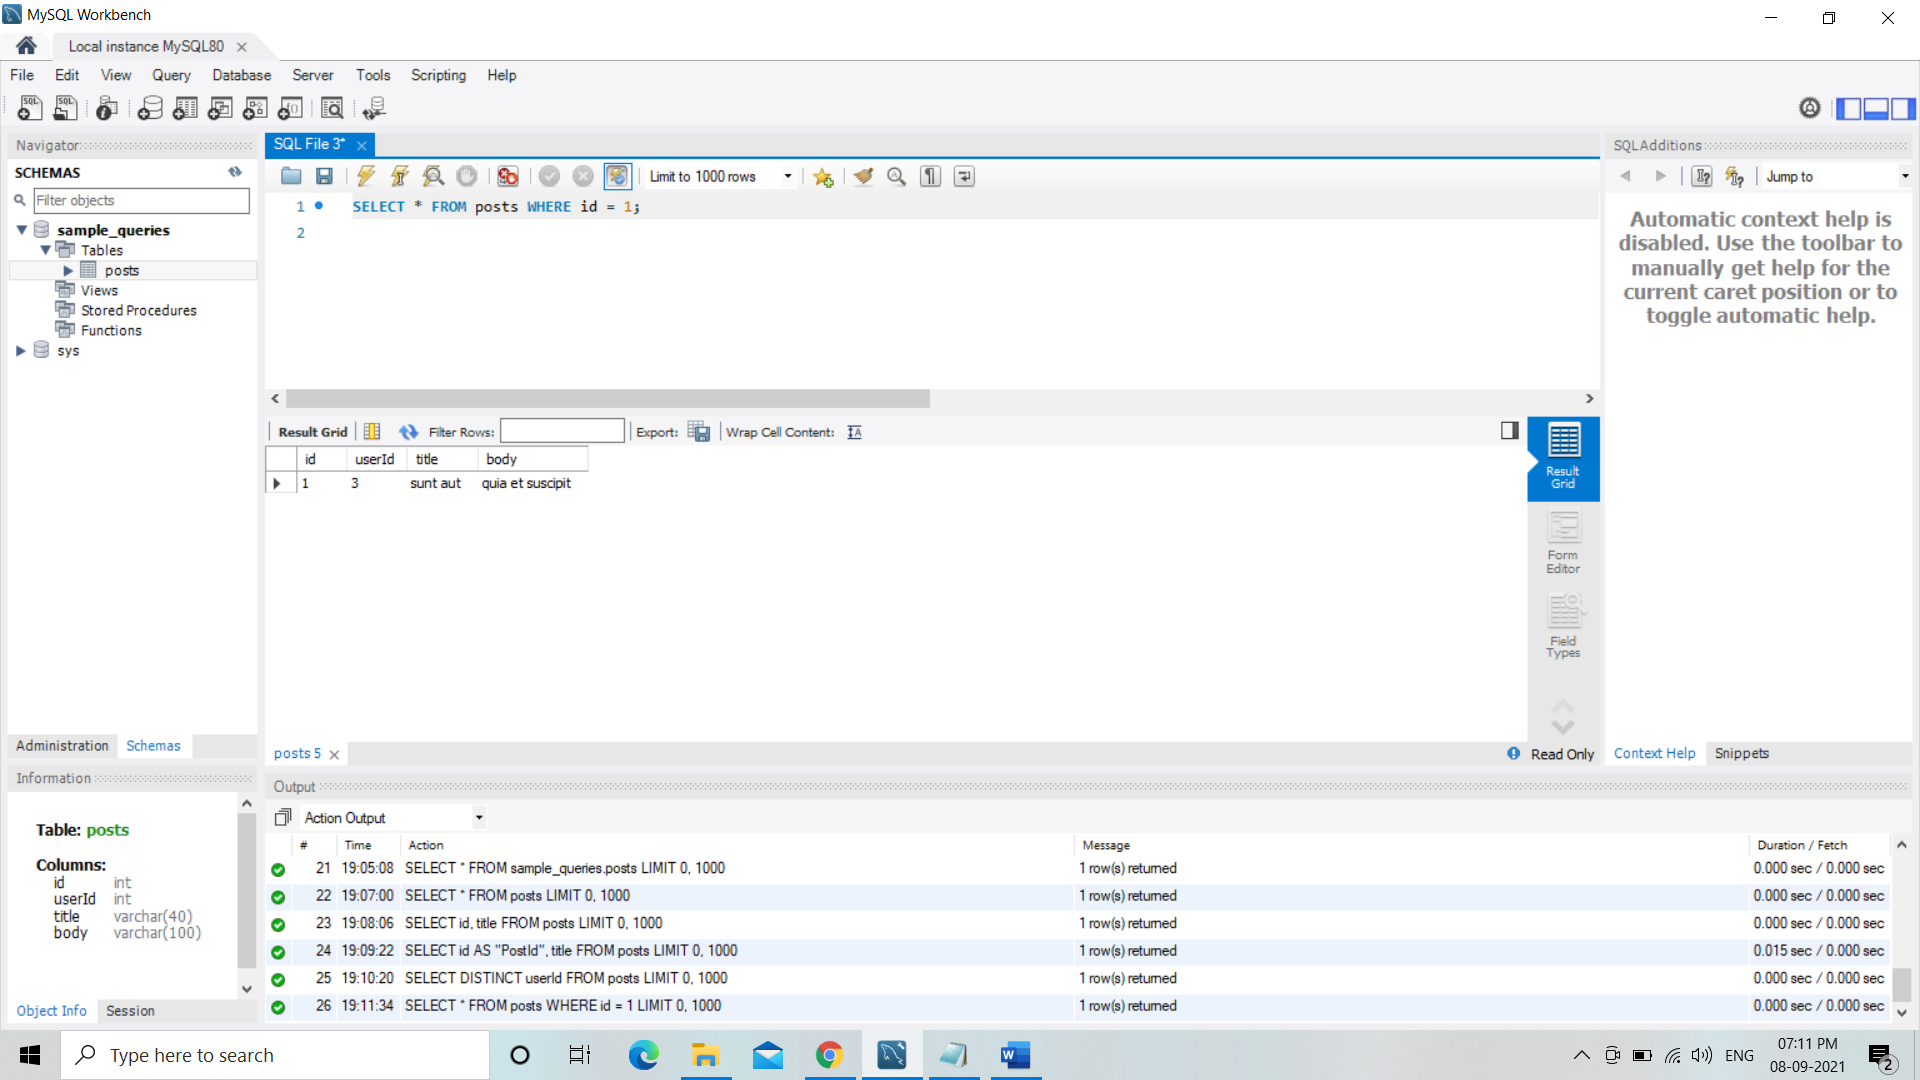 MySQL Workbench
Local instance MySQL80
File Edit View Query Database Server Tools Scripting Help
Navigator
SCHEMAS
Filter objects
sample_queries
Tables
posts
Views
Stored Procedures
Functions
sys
Administration Schemas
Information
Table: posts
Columns:
id int
userId int
title varchar(40)
body varchar(100)
Object Info Session
SQL File 3*
Limit to 1000 rows
1 SELECT * FROM posts WHERE id = 1;
2
Result Grid Filter Rows: Export: Wrap Cell Content:
id userId title body
1 3 sunt aut quia et suscipit
Result
Grid
Form
Editor
Field
Types
posts 5
Read Only
SQLAdditions
Jump to
Automatic context help is
disabled. Use the toolbar to
manually get help for the
current caret position or to
toggle automatic help.
Context Help Snippets
Output
Action Output
# Time Action Message Duration / Fetch
21 19:05:08 SELECT * FROM sample_queries.posts LIMIT 0, 1000 1 row(s) returned 0.000 sec / 0.000 sec
22 19:07:00 SELECT * FROM posts LIMIT 0, 1000 1 row(s) returned 0.000 sec / 0.000 sec
23 19:08:06 SELECT id, title FROM posts LIMIT 0, 1000 1 row(s) returned 0.000 sec / 0.000 sec
24 19:09:22 SELECT id AS "PostId", title FROM posts LIMIT 0, 1000 1 row(s) returned 0.015 sec / 0.000 sec
25 19:10:20 SELECT DISTINCT userId FROM posts LIMIT 0, 1000 1 row(s) returned 0.000 sec / 0.000 sec
26 19:11:34 SELECT * FROM posts WHERE id = 1 LIMIT 0, 1000 1 row(s) returned 0.000 sec / 0.000 sec
Type here to search
ENG
07:11 PM
08-09-2021
2